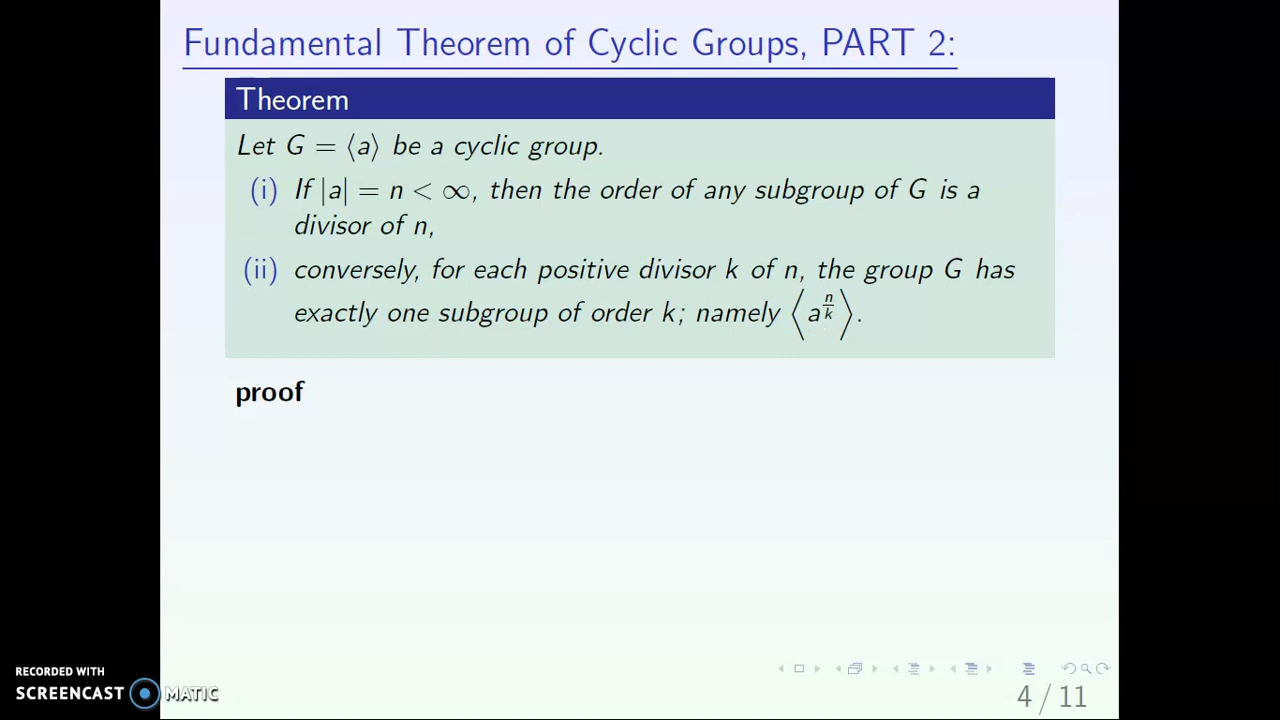 Fundamental Theorem of Cyclic Groups, PART 2:
Theorem
Let G = ⟨a⟩ be a cyclic group.
(i) If |a| = n < ∞, then the order of any subgroup of G is a
divisor of n,
(ii) conversely, for each positive divisor k of n, the group G has
exactly one subgroup of order k; namely ⟨a^{n/k}⟩.
proof
RECORDED WITH
SCREENCAST MATIC
4 / 11